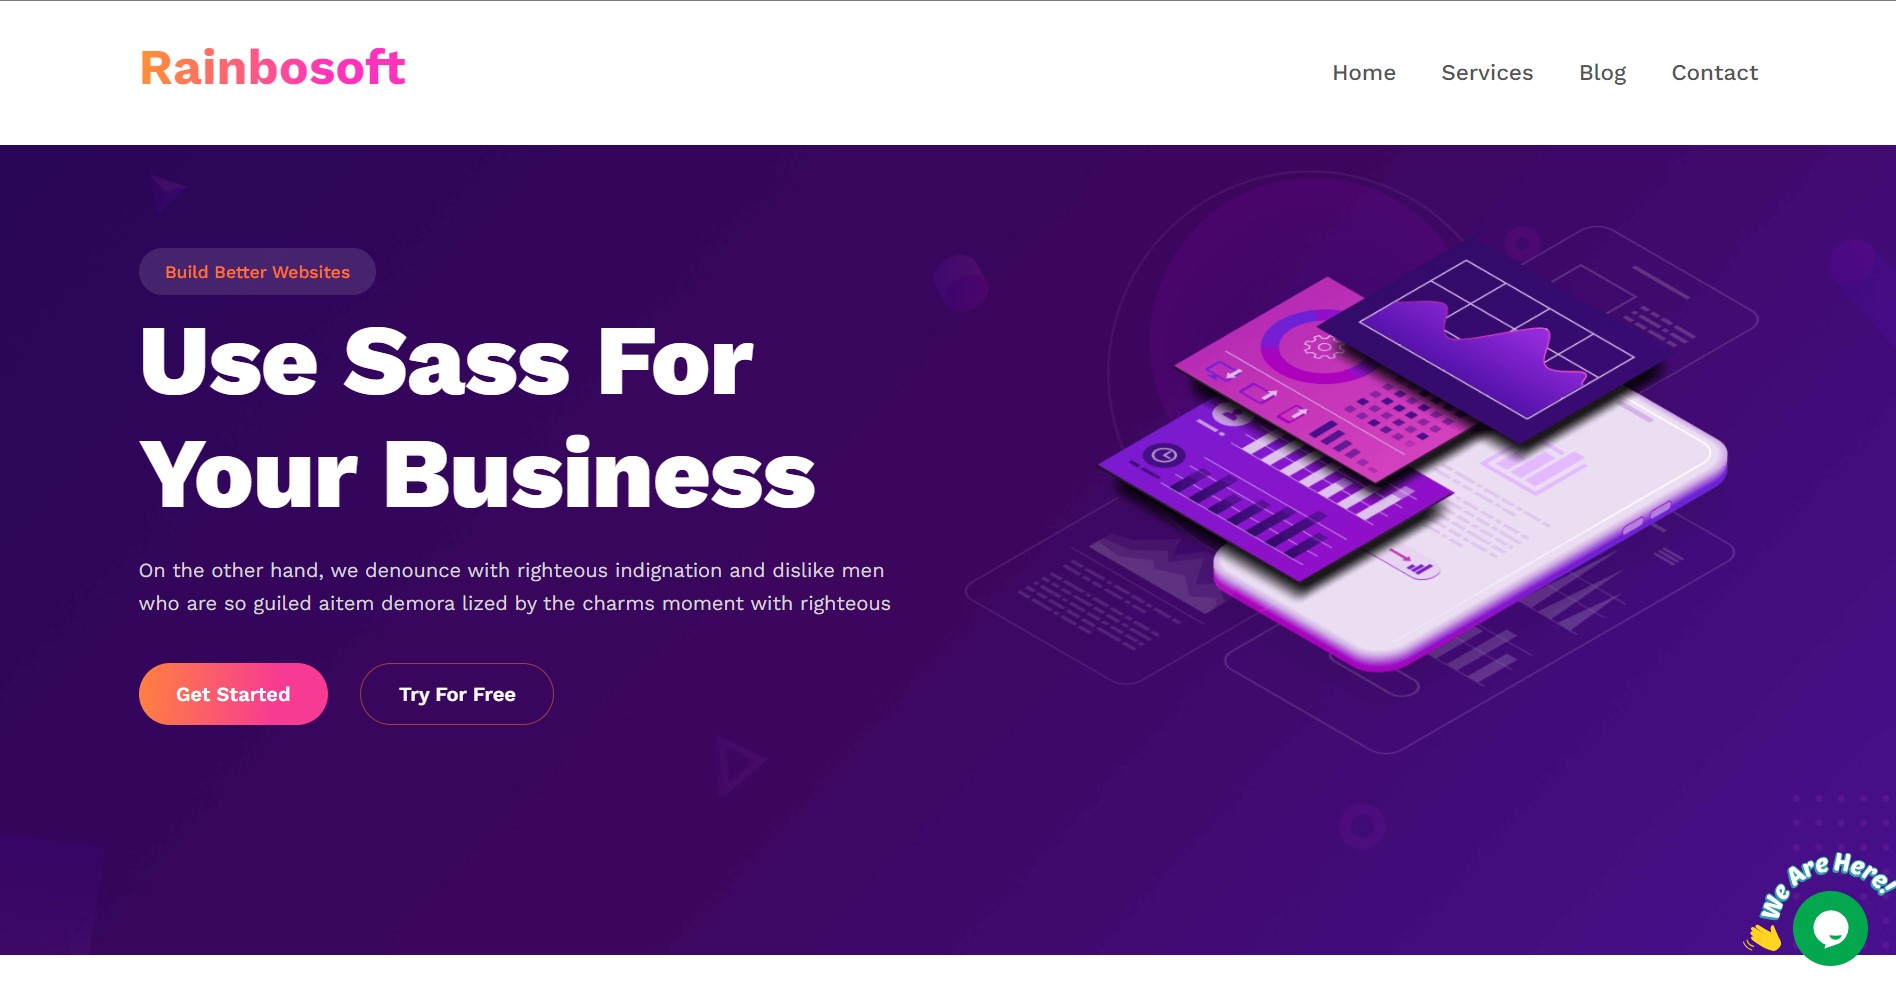 Rainbosoft
Home Services Blog Contact
Build Better Websites
Use Sass For
Your Business
On the other hand, we denounce with righteous indignation and dislike men
who are so guiled aitem demora lized by the charms moment with righteous
Get Started Try For Free
We Are Here!